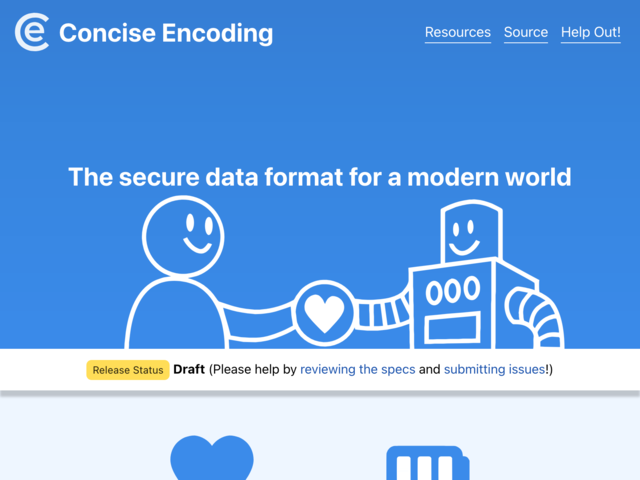 Concise Encoding
Resources Source Help Out!
The secure data format for a modern world
Release Status Draft (Please help by reviewing the specs and submitting issues!)